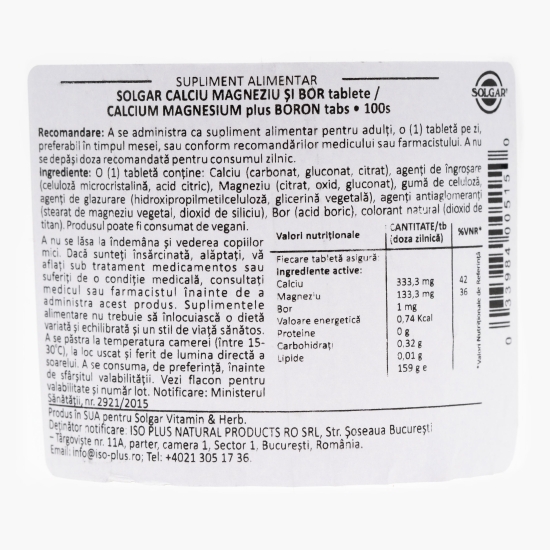 SUPLIMENT ALIMENTAR
SOLGAR CALCIU MAGNEZIU ȘI BOR tablete /
CALCIUM MAGNESIUM plus BORON tabs • 100s
SOLGAR
Recomandare: A se administra ca supliment alimentar pentru adulți, o (1) tabletă pe zi,
preferabil în timpul mesei, sau conform recomandărilor medicului sau farmacistului. A nu
se depăși doza recomandată pentru consumul zilnic.
Ingrediente: O (1) tabletă conține: Calciu (carbonat, gluconat, citrat), agenți de îngroșare
(celuloză microcristalină, acid citric), Magneziu (citrat, oxid, gluconat), gumă de celuloză,
agenți de glazurare (hidroxipropilmetilceluloză, glicerină vegetală), agenți antiaglomeranți
(stearat de magneziu vegetal, dioxid de siliciu), Bor (acid boric), colorant natural (dioxid de
titan). Produsul poate fi consumat de vegani.
A nu se lăsa la îndemâna și vederea copiilor
mici. Dacă sunteți însărcinată, alăptați, vă
aflați sub tratament medicamentos sau
suferiți de o condiție medicală, consultați
medicul sau farmacistul înainte de a
administra acest produs. Suplimentele
alimentare nu trebuie să înlocuiască o dietă
variată și echilibrată și un stil de viață sănătos.
A se păstra la temperatura camerei (între 15-
30°C), la loc uscat și ferit de lumina directă a
soarelui. A se consuma, de preferință, înainte
de sfârșitul valabilității. Vezi flacon pentru
valabilitate și număr lot. Notificare: Ministerul
Sănătății, nr. 2921/2015
Valori nutriționale CANTITATE/tb (doza zilnică) %VNR*
Fiecare tabletă asigură:
Ingrediente active:
Calciu 333,3 mg 42
Magneziu 133,3 mg 36
Bor 1 mg
Valoare energetică 0,74 Kcal
Proteine 0 g
Carbohidrați 0.32 g
Lipide 0,01 g
159 g e
*Valori Nutriționale de Referință
0 33984 00515 0
Produs în SUA pentru Solgar Vitamin & Herb.
Deținător notificare: ISO PLUS NATURAL PRODUCTS RO SRL, Str. Șoseaua București
– Târgoviște nr. 11A, parter, camera 1, Sector 1, București, România.
Email: info@iso-plus.ro; Tel: +4021 305 17 36.